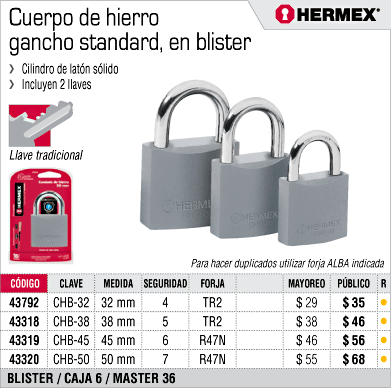 Cuerpo de hierro
gancho standard, en blister
HERMEX®
Cilindro de latón sólido
Incluyen 2 llaves
Llave tradicional
HERMEX
HERMEX
HERMEX
HERMEX
Para hacer duplicados utilizar forja ALBA indicada
CÓDIGO CLAVE MEDIDA SEGURIDAD FORJA MAYOREO PÚBLICO R
43792 CHB-32 32 mm 4 TR2 $ 29 $ 35
43318 CHB-38 38 mm 5 TR2 $ 38 $ 46
43319 CHB-45 45 mm 6 R47N $ 46 $ 56
43320 CHB-50 50 mm 7 R47N $ 55 $ 68
BLISTER / CAJA 6 / MASTER 36